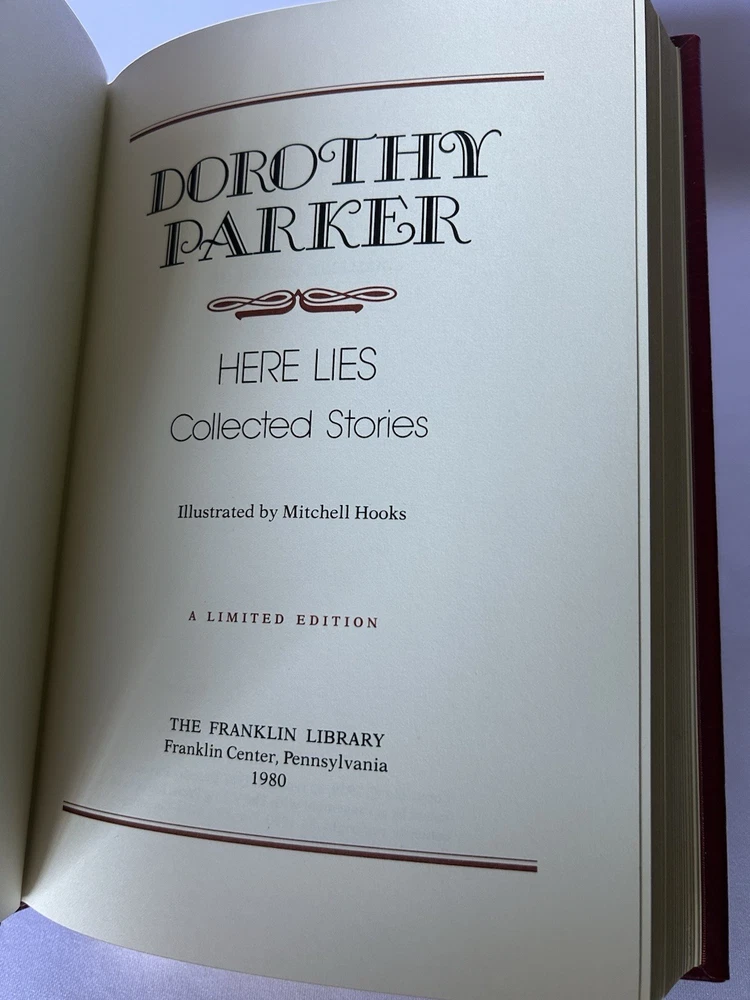 DOROTHY
PARKER
HERE LIES
Collected Stories
Illustrated by Mitchell Hooks
A LIMITED EDITION
THE FRANKLIN LIBRARY
Franklin Center, Pennsylvania
1980